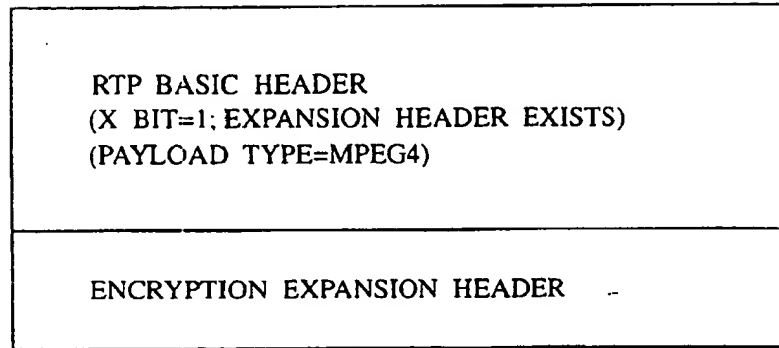 RTP BASIC HEADER
(X BIT=1; EXPANSION HEADER EXISTS)
(PAYLOAD TYPE=MPEG4)
ENCRYPTION EXPANSION HEADER